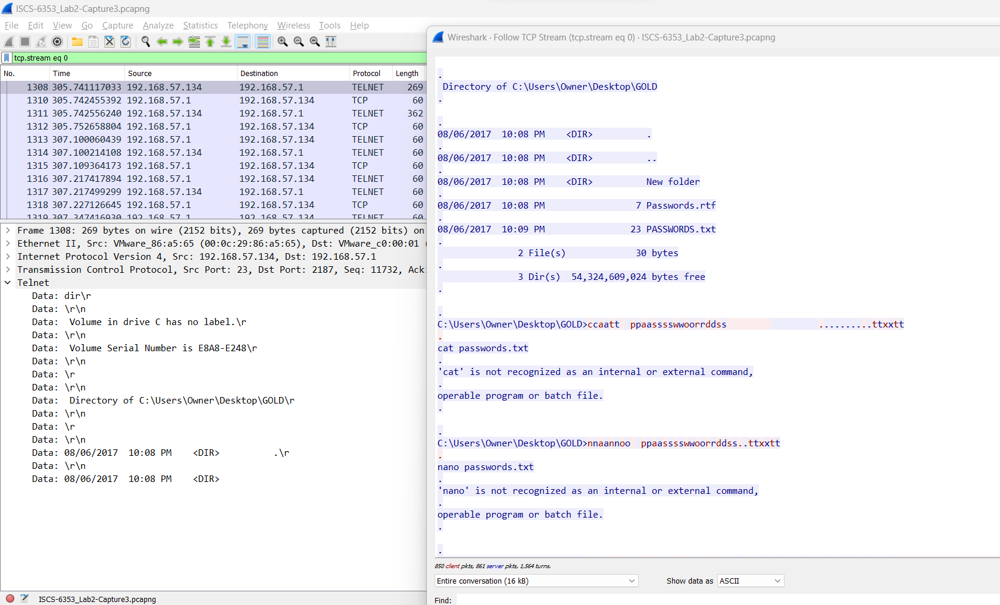 ISCS-6353_Lab2-Capture3.pcapng
File Edit View Go Capture Analyze Statistics Telephony Wireless Tools Help
tcp.stream eq 0
No. Time Source Destination Protocol Length
1308 305.741117033 192.168.57.134 192.168.57.1 TELNET 269
1310 305.742455392 192.168.57.1 192.168.57.134 TCP 60
1311 305.742556240 192.168.57.134 192.168.57.1 TELNET 362
1312 305.752658804 192.168.57.1 192.168.57.134 TCP 60
1313 307.100060439 192.168.57.1 192.168.57.134 TELNET 60
1314 307.100214108 192.168.57.134 192.168.57.1 TELNET 60
1315 307.109364173 192.168.57.1 192.168.57.134 TCP 60
1316 307.217417894 192.168.57.1 192.168.57.134 TELNET 60
1317 307.217499299 192.168.57.134 192.168.57.1 TELNET 60
1318 307.227126645 192.168.57.1 192.168.57.134 TCP 60
1319 307.347416930 192.168.57.1 192.168.57.134 TELNET 60
Frame 1308: 269 bytes on wire (2152 bits), 269 bytes captured (2152 bits) on
Ethernet II, Src: VMware_86:a5:65 (00:0c:29:86:a5:65), Dst: VMware_c0:00:01 (
Internet Protocol Version 4, Src: 192.168.57.134, Dst: 192.168.57.1
Transmission Control Protocol, Src Port: 23, Dst Port: 2187, Seq: 11732, Ack:
Telnet
Data: dir\r
Data: \r\n
Data:  Volume in drive C has no label.\r
Data: \r\n
Data:  Volume Serial Number is E8A8-E248\r
Data: \r\n
Data: \r
Data: \r\n
Data:  Directory of C:\Users\Owner\Desktop\GOLD\r
Data: \r\n
Data: \r
Data: \r\n
Data: 08/06/2017  10:08 PM    <DIR>          .\r
Data: \r\n
Data: 08/06/2017  10:08 PM    <DIR>
ISCS-6353_Lab2-Capture3.pcapng
Wireshark · Follow TCP Stream (tcp.stream eq 0) · ISCS-6353_Lab2-Capture3.pcapng
.
Directory of C:\Users\Owner\Desktop\GOLD
.
.
08/06/2017  10:08 PM    <DIR>          .
.
08/06/2017  10:08 PM    <DIR>          ..
.
08/06/2017  10:08 PM    <DIR>          New folder
.
08/06/2017  10:08 PM                 7 Passwords.rtf
.
08/06/2017  10:09 PM                23 PASSWORDS.txt
.
2 File(s)             30 bytes
.
3 Dir(s)  54,324,609,024 bytes free
.
.
C:\Users\Owner\Desktop\GOLD>ccaatt  ppaasssswwoorrddss                 ..........ttxxtt
.
cat passwords.txt
.
'cat' is not recognized as an internal or external command,
.
operable program or batch file.
.
.
C:\Users\Owner\Desktop\GOLD>nnaannoo  ppaasssswwoorrddss..ttxxtt
.
nano passwords.txt
.
'nano' is not recognized as an internal or external command,
.
operable program or batch file.
.
.
850 client pkts, 861 server pkts, 1,564 turns.
Entire conversation (16 kB) Show data as ASCII
Find: